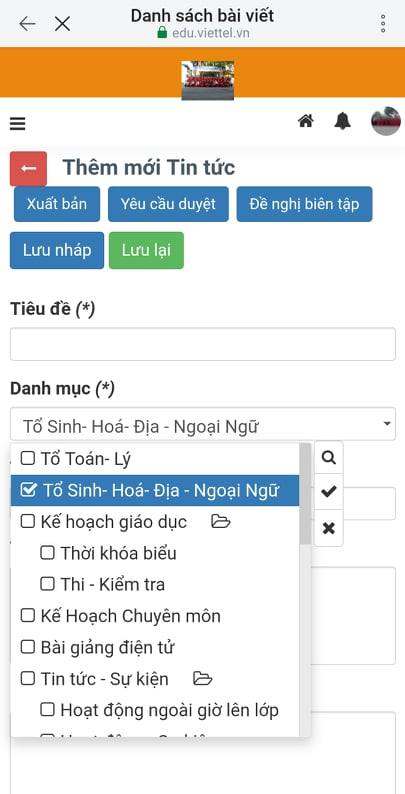 Danh sách bài viết
edu.viettel.vn
Thêm mới Tin tức
Xuất bản Yêu cầu duyệt Đề nghị biên tập
Lưu nháp Lưu lại
Tiêu đề (*)
Danh mục (*)
Tổ Sinh- Hoá- Địa - Ngoại Ngữ
Tổ Toán- Lý
Tổ Sinh- Hoá- Địa - Ngoại Ngữ
Kế hoạch giáo dục
Thời khóa biểu
Thi - Kiểm tra
Kế Hoạch Chuyên môn
Bài giảng điện tử
Tin tức - Sự kiện
Hoạt động ngoài giờ lên lớp